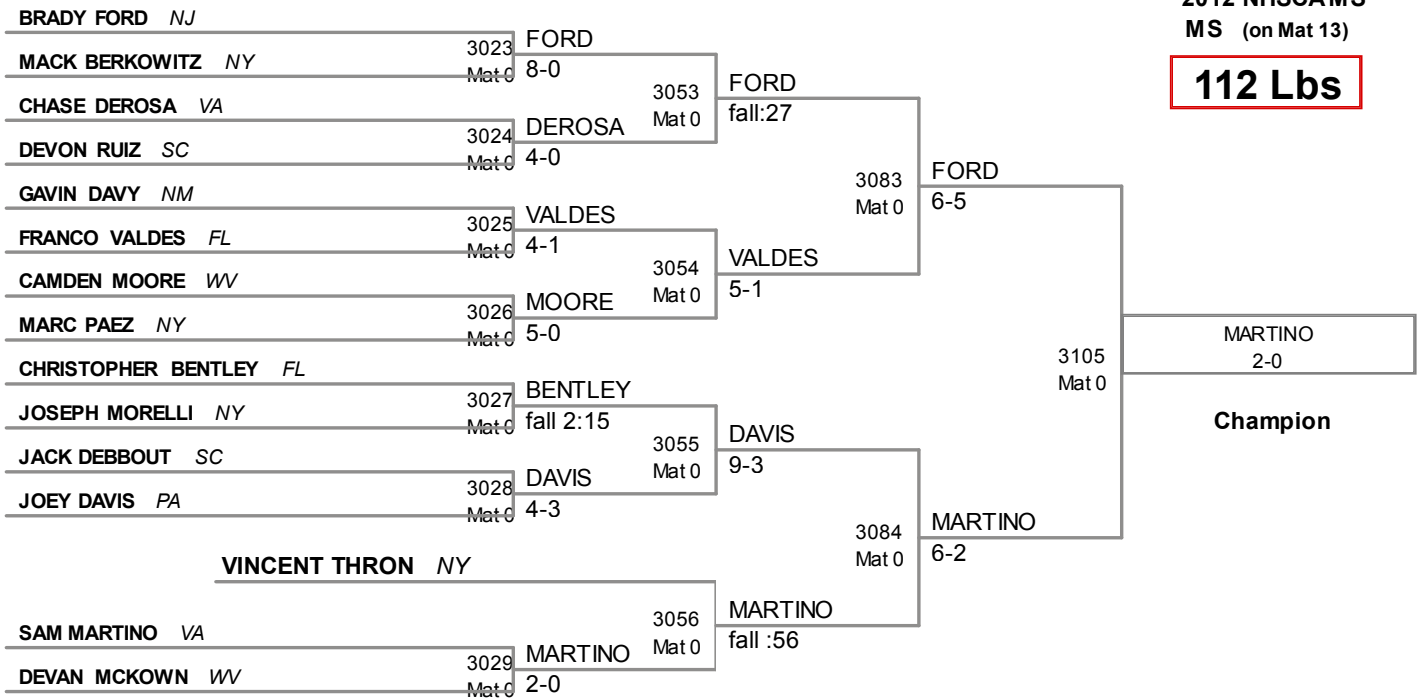 2012 NHSCA MS
MS (on Mat 13)
112 Lbs
BRADY FORD NJ
MACK BERKOWITZ NY
CHASE DEROSA VA
DEVON RUIZ SC
GAVIN DAVY NM
FRANCO VALDES FL
CAMDEN MOORE WV
MARC PAEZ NY
CHRISTOPHER BENTLEY FL
JOSEPH MORELLI NY
JACK DEBBOUT SC
JOEY DAVIS PA
VINCENT THRON NY
SAM MARTINO VA
DEVAN MCKOWN WV
3023
Mat 0
FORD
8-0
3024
Mat 0
DEROSA
4-0
3025
Mat 0
VALDES
4-1
3026
Mat 0
MOORE
5-0
3027
Mat 0
BENTLEY
fall 2:15
3028
Mat 0
DAVIS
4-3
3029
Mat 0
MARTINO
2-0
3053
Mat 0
FORD
fall:27
3054
Mat 0
VALDES
5-1
3055
Mat 0
DAVIS
9-3
3056
Mat 0
MARTINO
fall :56
3083
Mat 0
FORD
6-5
3084
Mat 0
MARTINO
6-2
3105
Mat 0
MARTINO
2-0
Champion